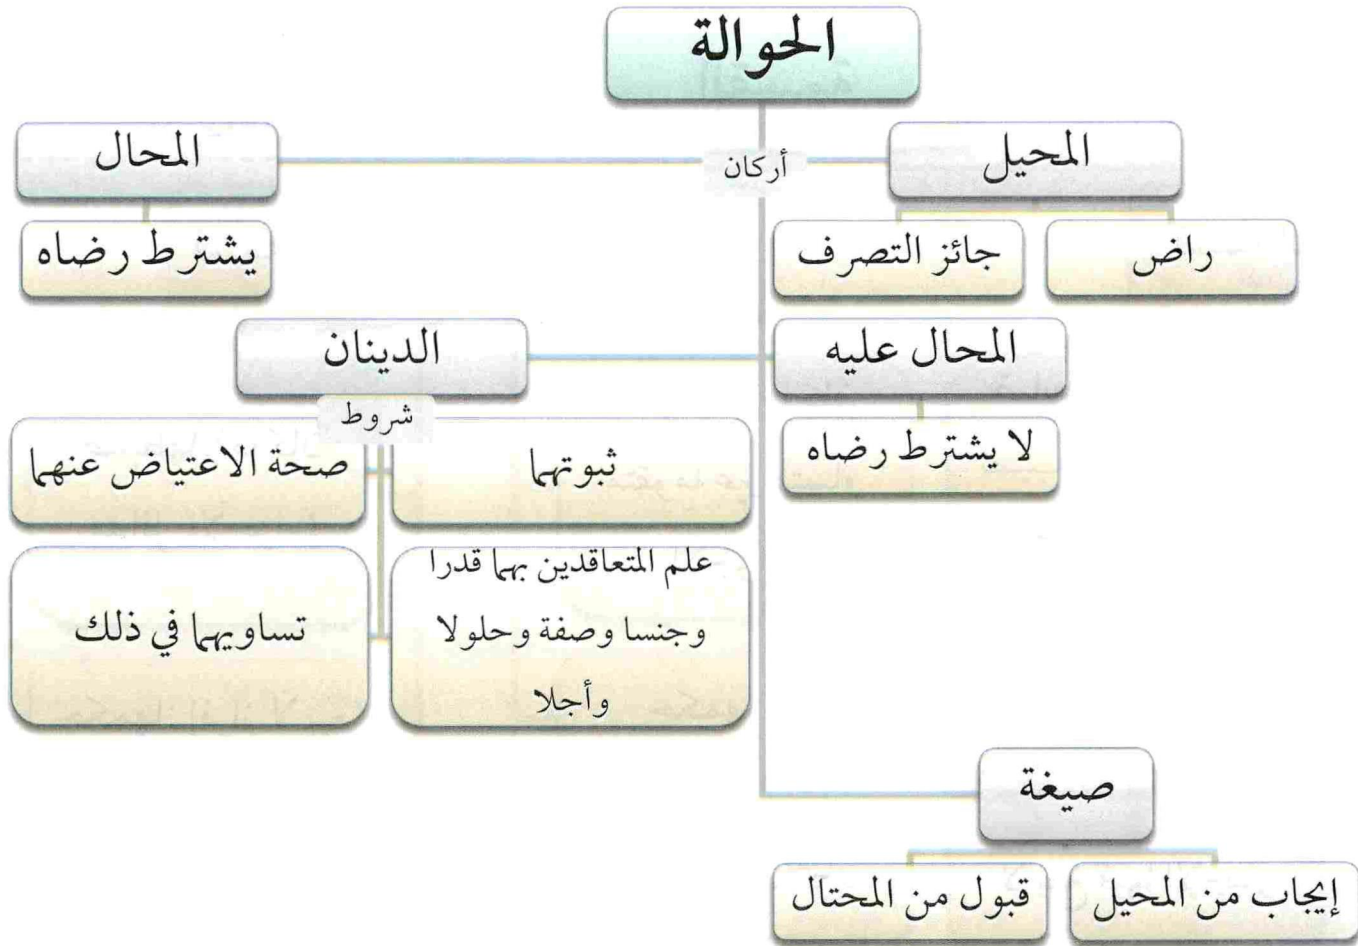 الحوالة
أركان
المحيل
راض
جائز التصرف
المحال
يشترط رضاه
المحال عليه
لا يشترط رضاه
الدينان
شروط
ثبوتهما
صحة الاعتياض عنهما
علم المتعاقدين بهما قدرا
وجنسا وصفة وحلولا
وأجلا
تساويهما في ذلك
صيغة
إيجاب من المحيل
قبول من المحتال